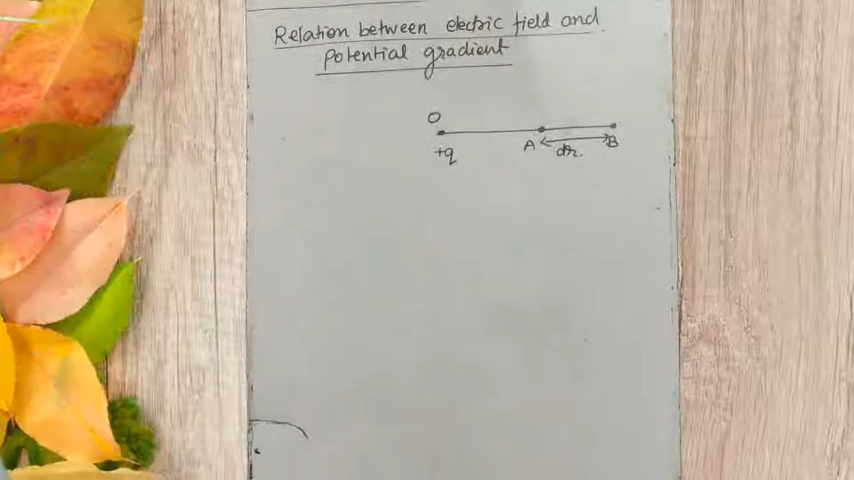 Relation between electric field and
Potential gradient
O
+q
A
dr.
B